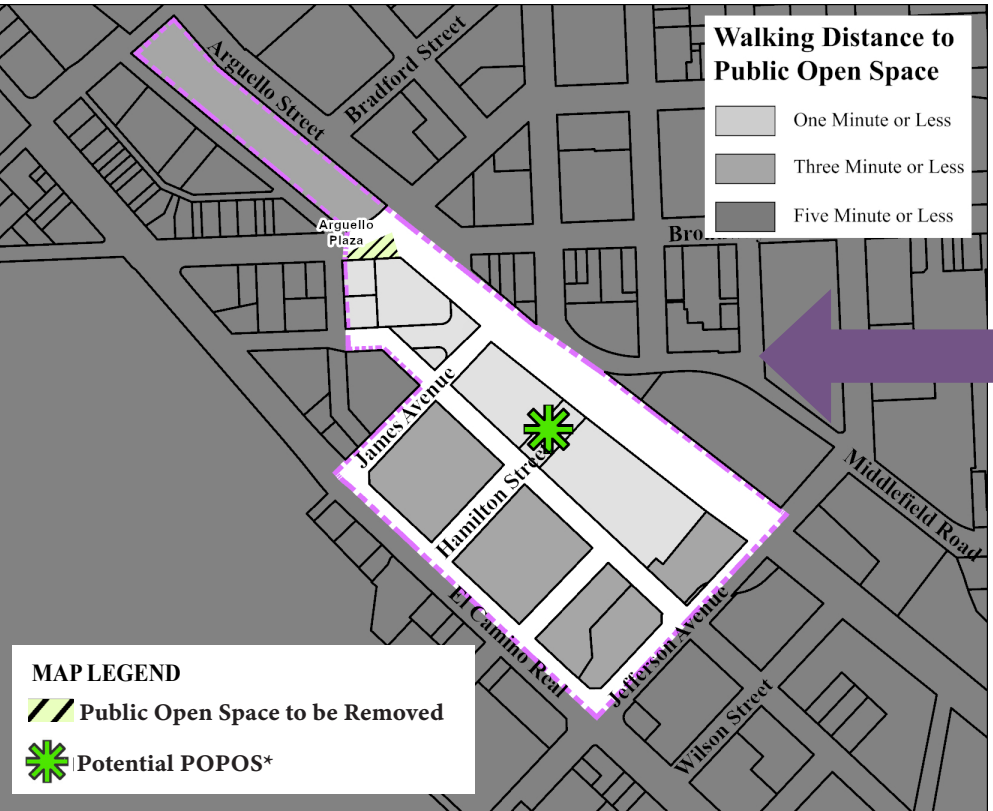 Walking Distance to
Public Open Space
One Minute or Less
Three Minute or Less
Five Minute or Less
Arguello Street
Bradford Street
Arguello
Plaza
James Avenue
Hamilton Street
El Camino Real
Jefferson Avenue
Middlefield Road
Wilson Street
MAP LEGEND
Public Open Space to be Removed
Potential POPOS*